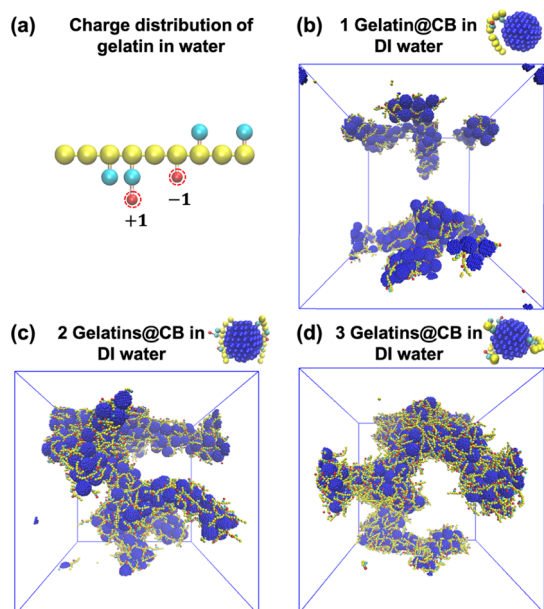 (a) Charge distribution of
gelatin in water
+1
−1
(b) 1 Gelatin@CB in
DI water
(c) 2 Gelatins@CB in
DI water
(d) 3 Gelatins@CB in
DI water